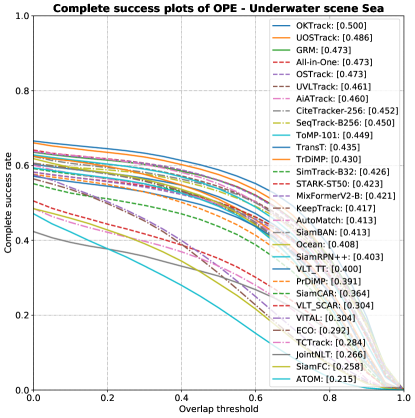 Complete success plots of OPE - Underwater scene Sea
Complete success rate
1.0
0.8
0.6
0.4
0.2
0.0
OKTrack: [0.500]
UOSTrack: [0.486]
GRM: [0.473]
All-in-One: [0.473]
OSTrack: [0.473]
UVLTrack: [0.461]
AiATrack: [0.460]
CiteTracker-256: [0.452]
SeqTrack-B256: [0.450]
ToMP-101: [0.449]
TransT: [0.435]
TrDiMP: [0.430]
SimTrack-B32: [0.426]
STARK-ST50: [0.423]
MixFormerV2-B: [0.421]
KeepTrack: [0.417]
AutoMatch: [0.413]
SiamBAN: [0.413]
Ocean: [0.408]
SiamRPN++: [0.403]
VLT_TT: [0.400]
PrDiMP: [0.391]
SiamCAR: [0.364]
VLT_SCAR: [0.304]
VITAL: [0.304]
ECO: [0.292]
TCTrack: [0.284]
JointNLT: [0.266]
SiamFC: [0.258]
ATOM: [0.215]
0.0 0.2 0.4 0.6 0.8 1.0
Overlap threshold